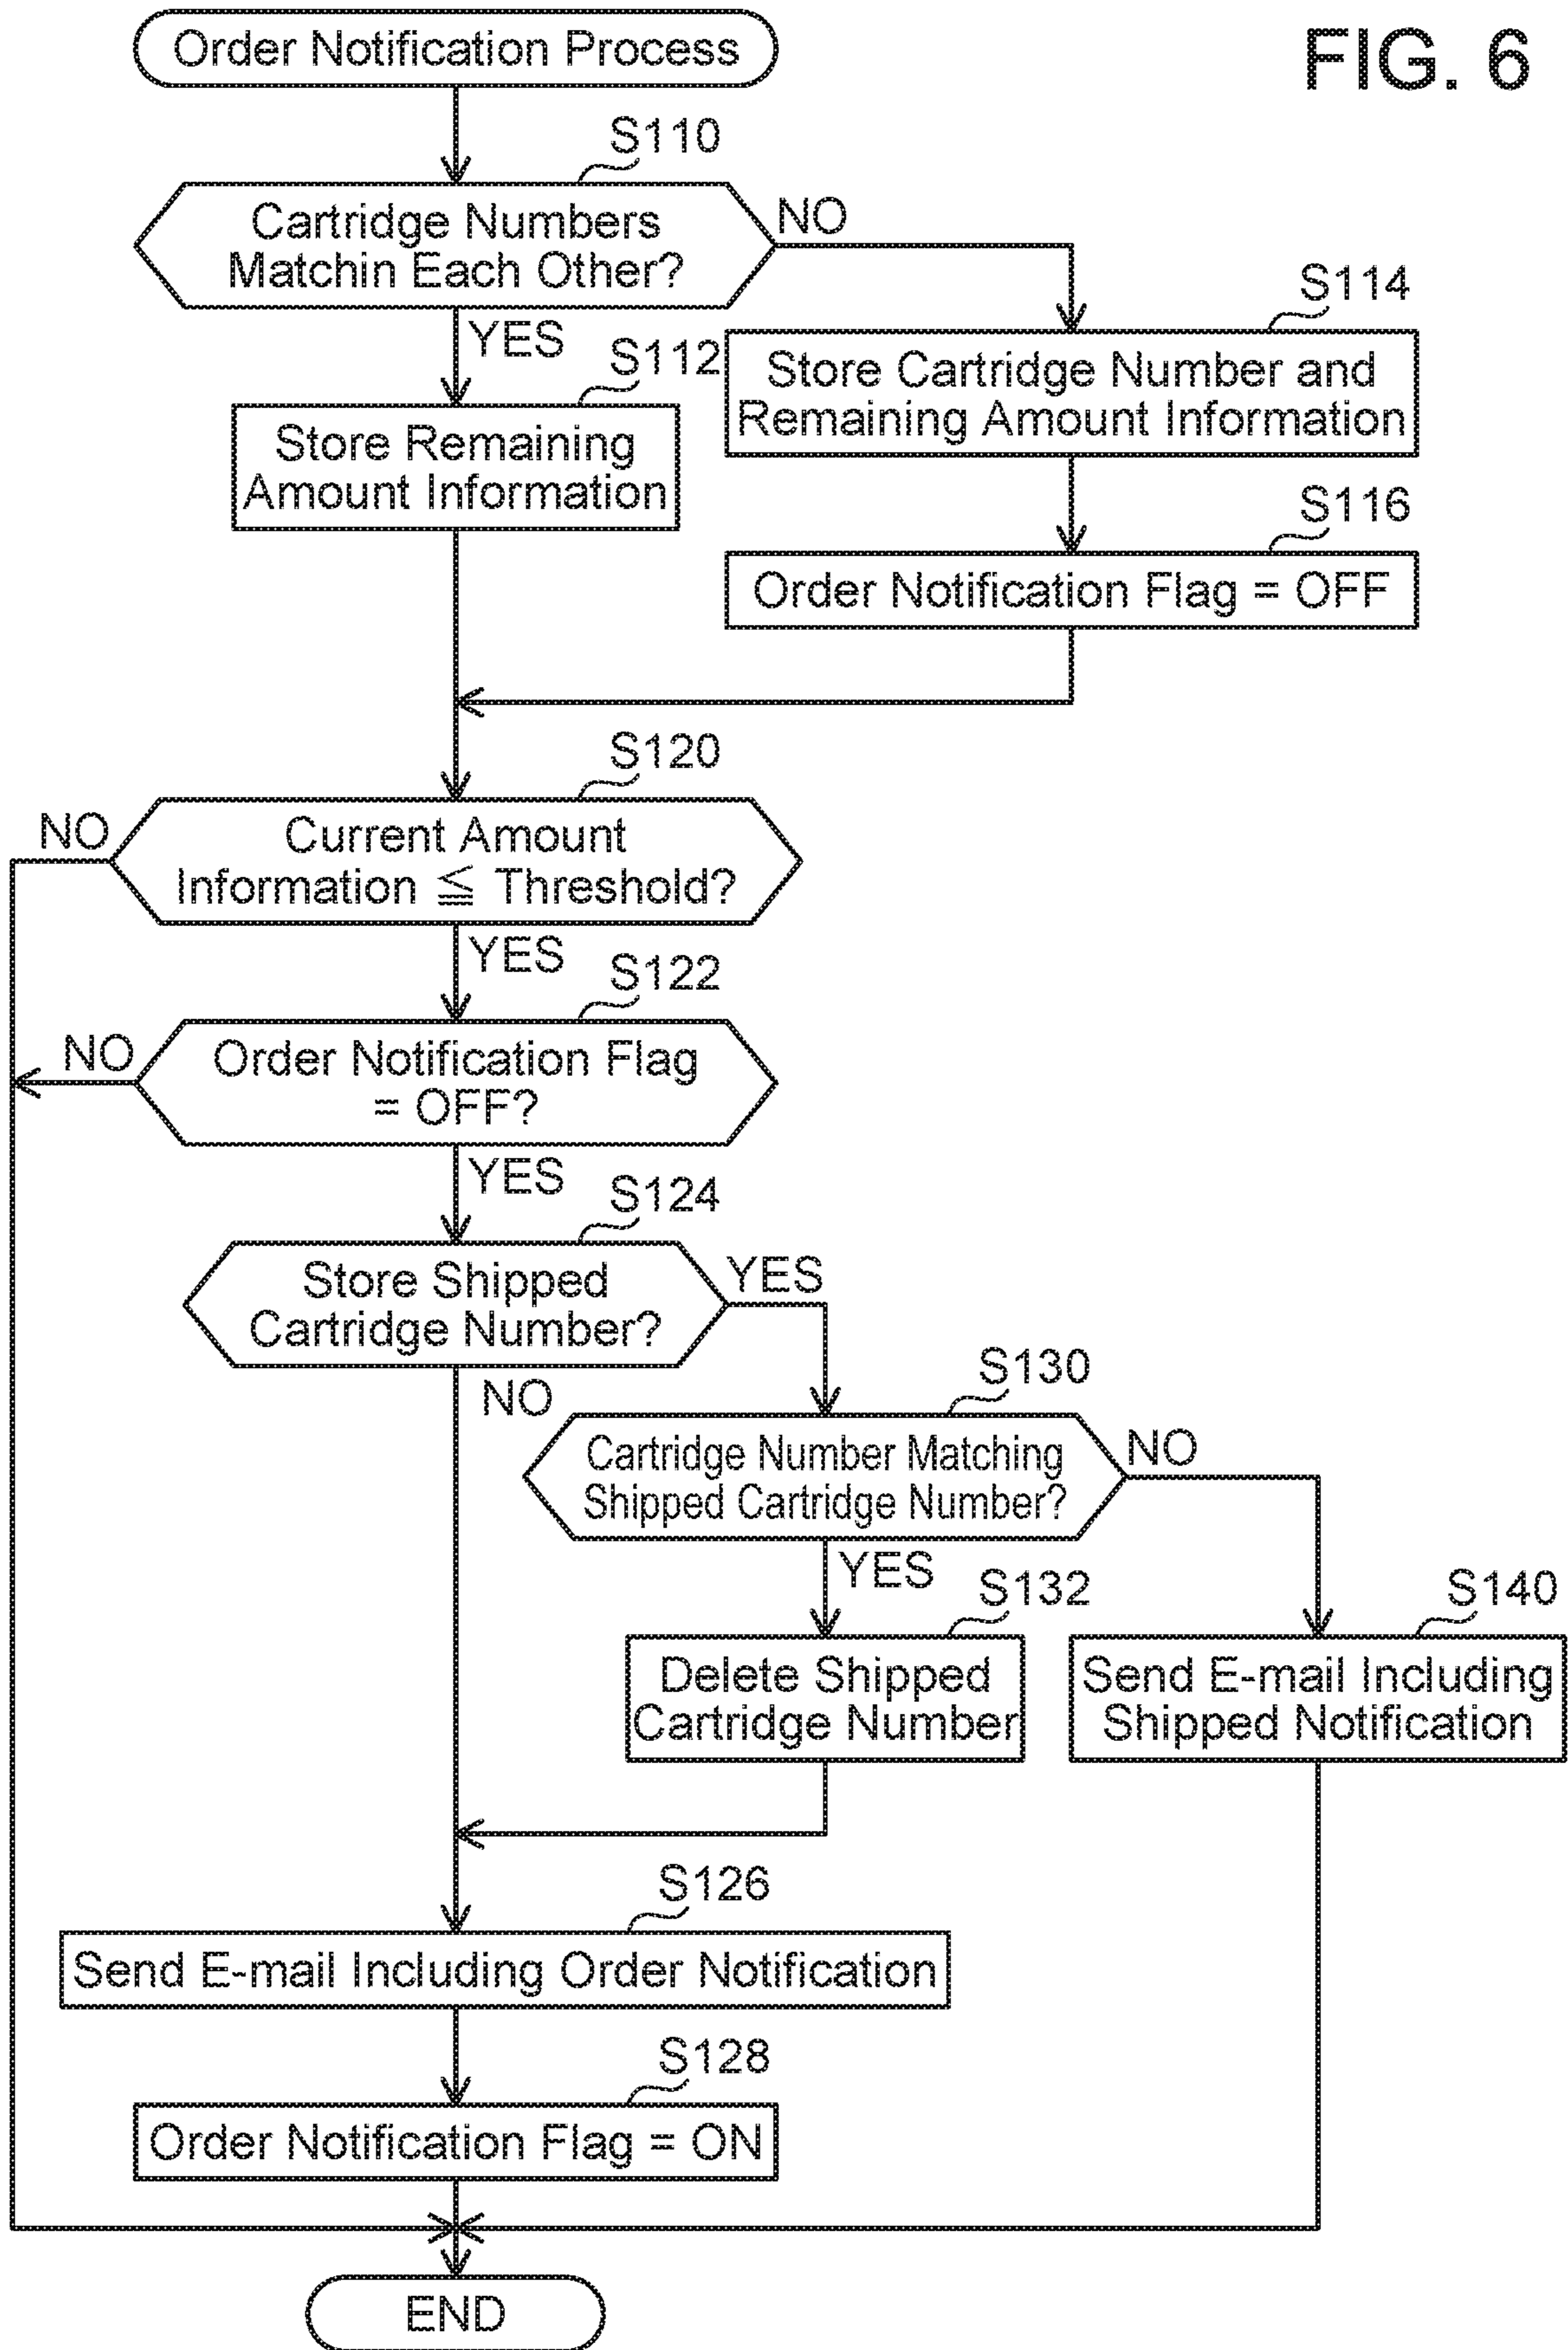 FIG. 6
Order Notification Process
S110
Cartridge Numbers
Matchin Each Other?
NO
YES
S112
Store Remaining
Amount Information
S114
Store Cartridge Number and
Remaining Amount Information
S116
Order Notification Flag = OFF
S120
Current Amount
Information ≦ Threshold?
NO
YES
S122
Order Notification Flag
= OFF?
NO
YES
S124
Store Shipped
Cartridge Number?
YES
NO
S130
Cartridge Number Matching
Shipped Cartridge Number?
NO
YES
S132
Delete Shipped
Cartridge Number
S140
Send E-mail Including
Shipped Notification
S126
Send E-mail Including Order Notification
S128
Order Notification Flag = ON
END